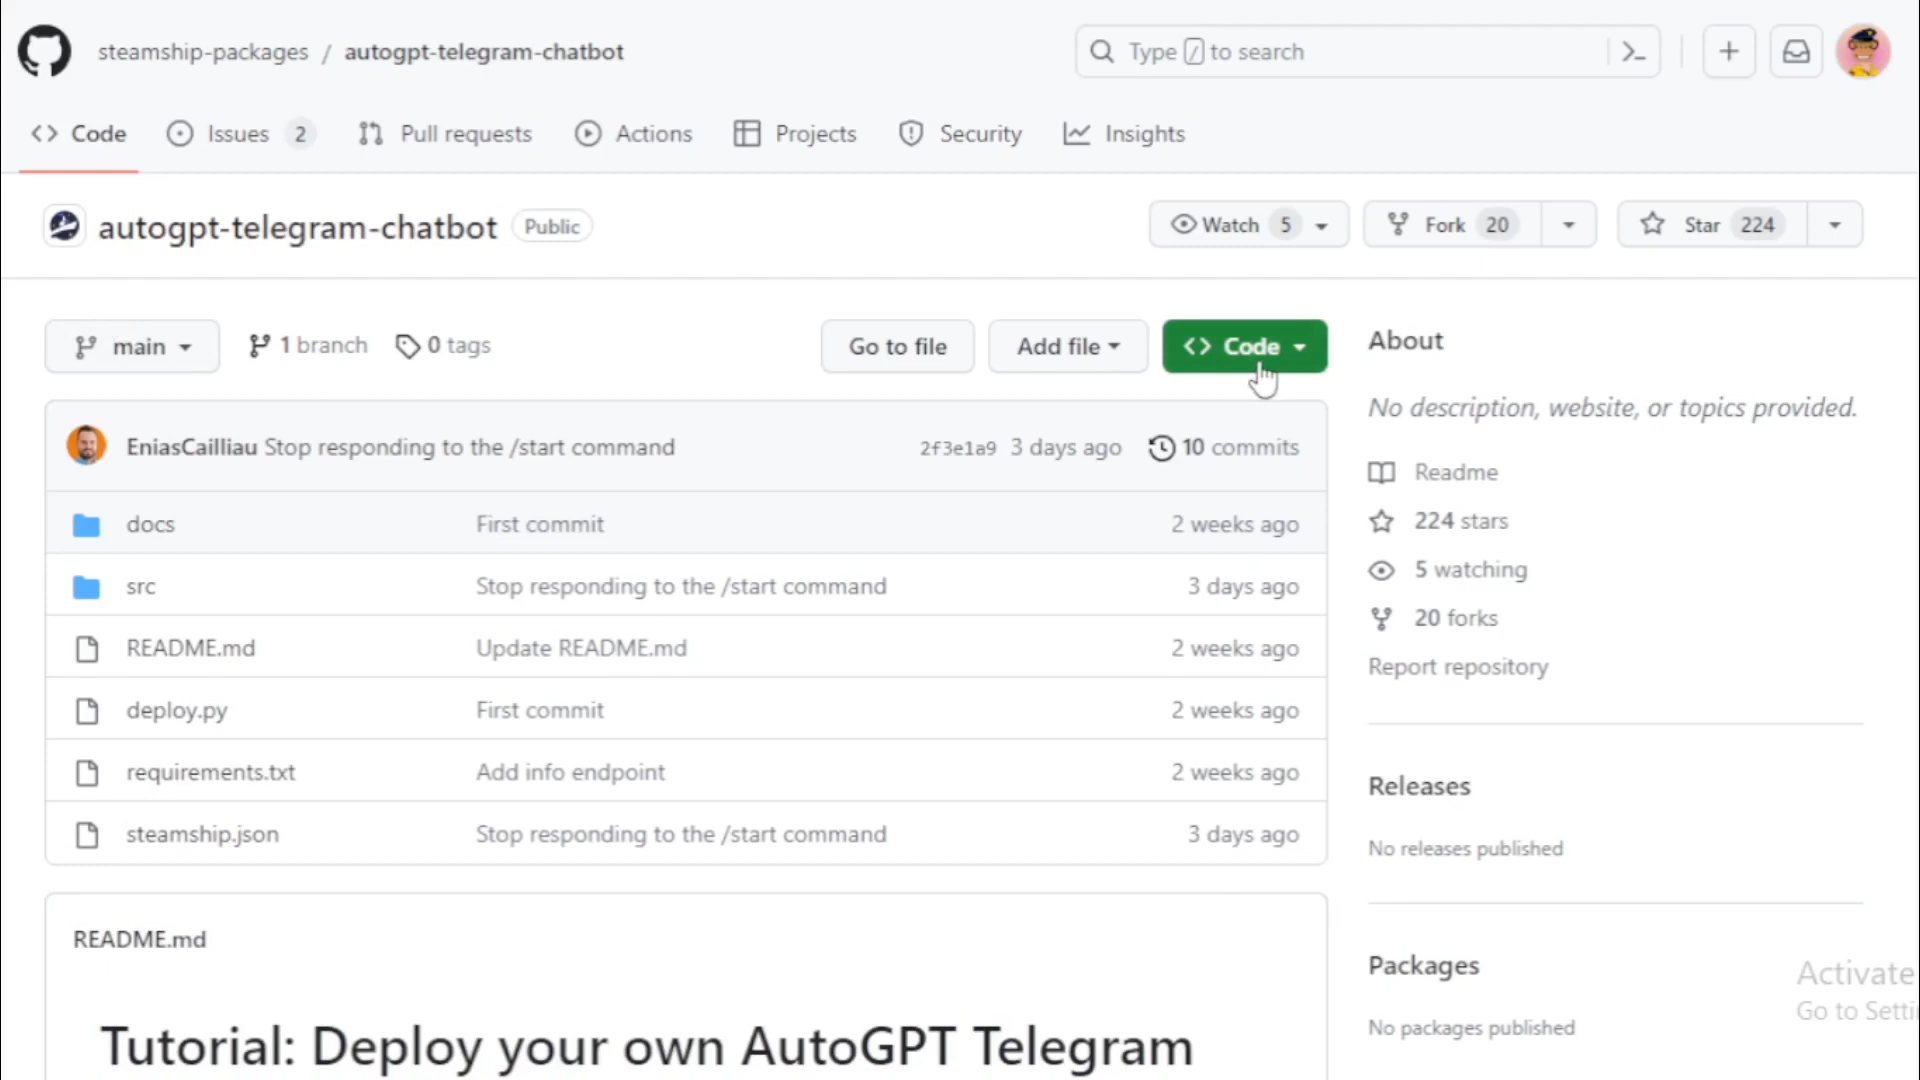 steamship-packages / autogpt-telegram-chatbot
Type / to search
Code Issues 2 Pull requests Actions Projects Security Insights
autogpt-telegram-chatbot Public
Watch 5 Fork 20 Star 224
main 1 branch 0 tags Go to file Add file Code
EniasCailliau Stop responding to the /start command 2f3e1a9 3 days ago 10 commits
docs First commit 2 weeks ago
src Stop responding to the /start command 3 days ago
README.md Update README.md 2 weeks ago
deploy.py First commit 2 weeks ago
requirements.txt Add info endpoint 2 weeks ago
steamship.json Stop responding to the /start command 3 days ago
README.md
Tutorial: Deploy your own AutoGPT Telegram
About
No description, website, or topics provided.
Readme
224 stars
5 watching
20 forks
Report repository
Releases
No releases published
Packages
No packages published
Activate
Go to Setti